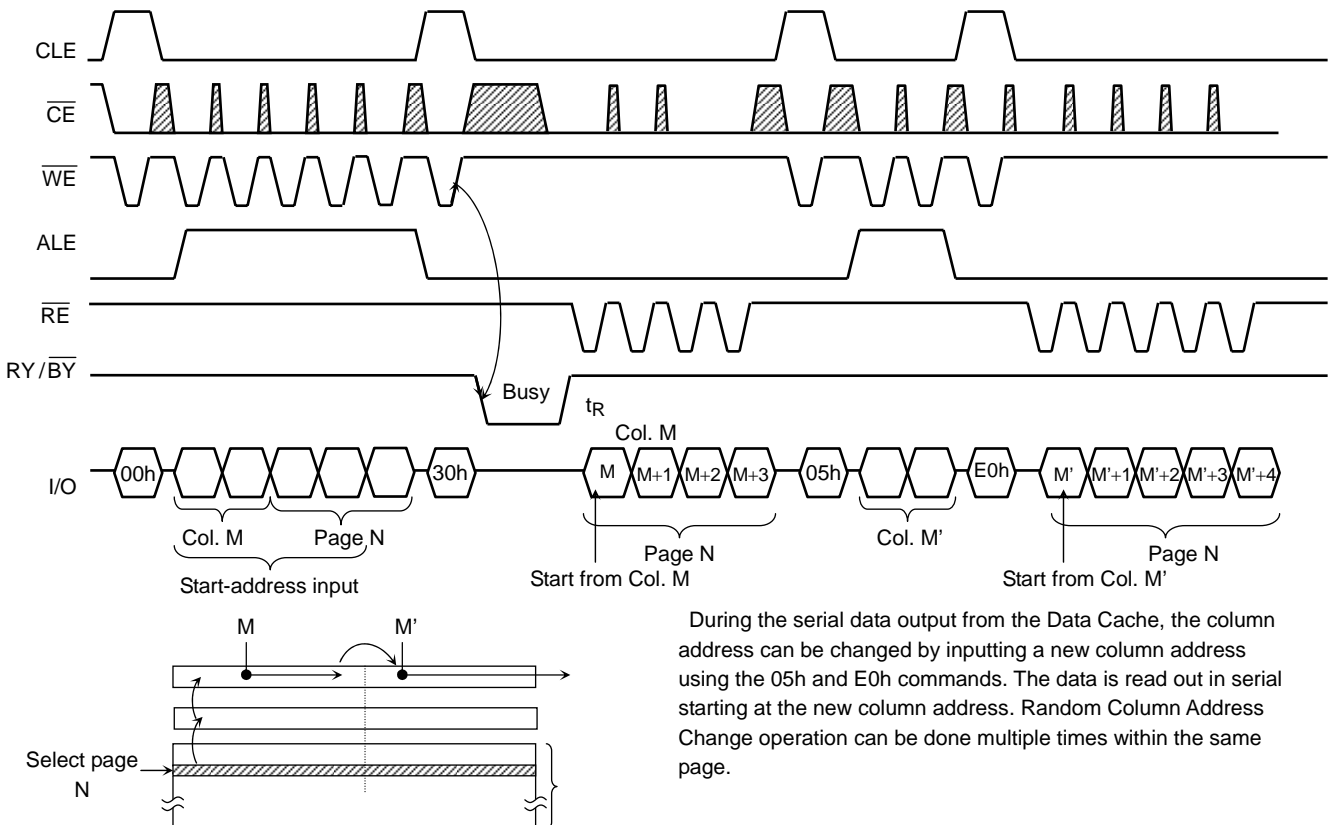 CLE
CE
WE
ALE
RE
RY/BY
Busy
tR
Col. M
I/O
00h
30h
M M+1 M+2 M+3
05h
E0h
M' M'+1 M'+2 M'+3 M'+4
Col. M
Page N
Start-address input
Page N
Start from Col. M
Col. M'
Page N
Start from Col. M'
M
M'
Select page
N
During the serial data output from the Data Cache, the column
address can be changed by inputting a new column address
using the 05h and E0h commands. The data is read out in serial
starting at the new column address. Random Column Address
Change operation can be done multiple times within the same
page.